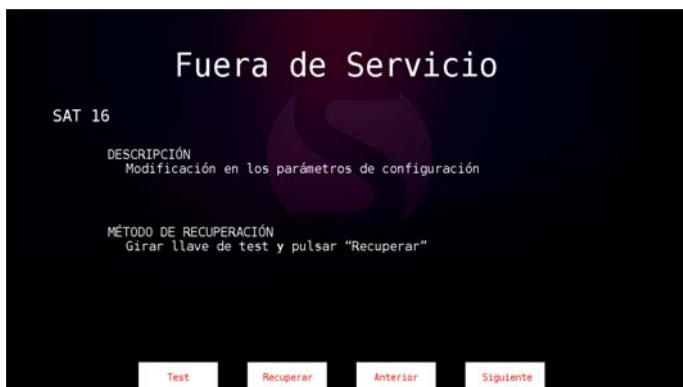 Fuera de Servicio
SAT 16
DESCRIPCIÓN
Modificación en los parámetros de configuración
MÉTODO DE RECUPERACIÓN
Girar llave de test y pulsar “Recuperar”
Test Recuperar Anterior Siguiente